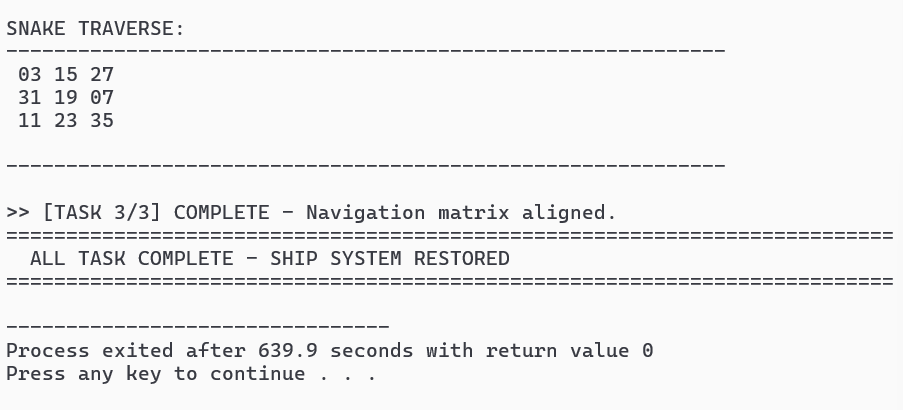 SNAKE TRAVERSE:
------------------------------------------------------------
 03 15 27
 31 19 07
 11 23 35
------------------------------------------------------------
>> [TASK 3/3] COMPLETE - Navigation matrix aligned.
==========================================================================
  ALL TASK COMPLETE - SHIP SYSTEM RESTORED
==========================================================================
--------------------------------
Process exited after 639.9 seconds with return value 0
Press any key to continue . . .